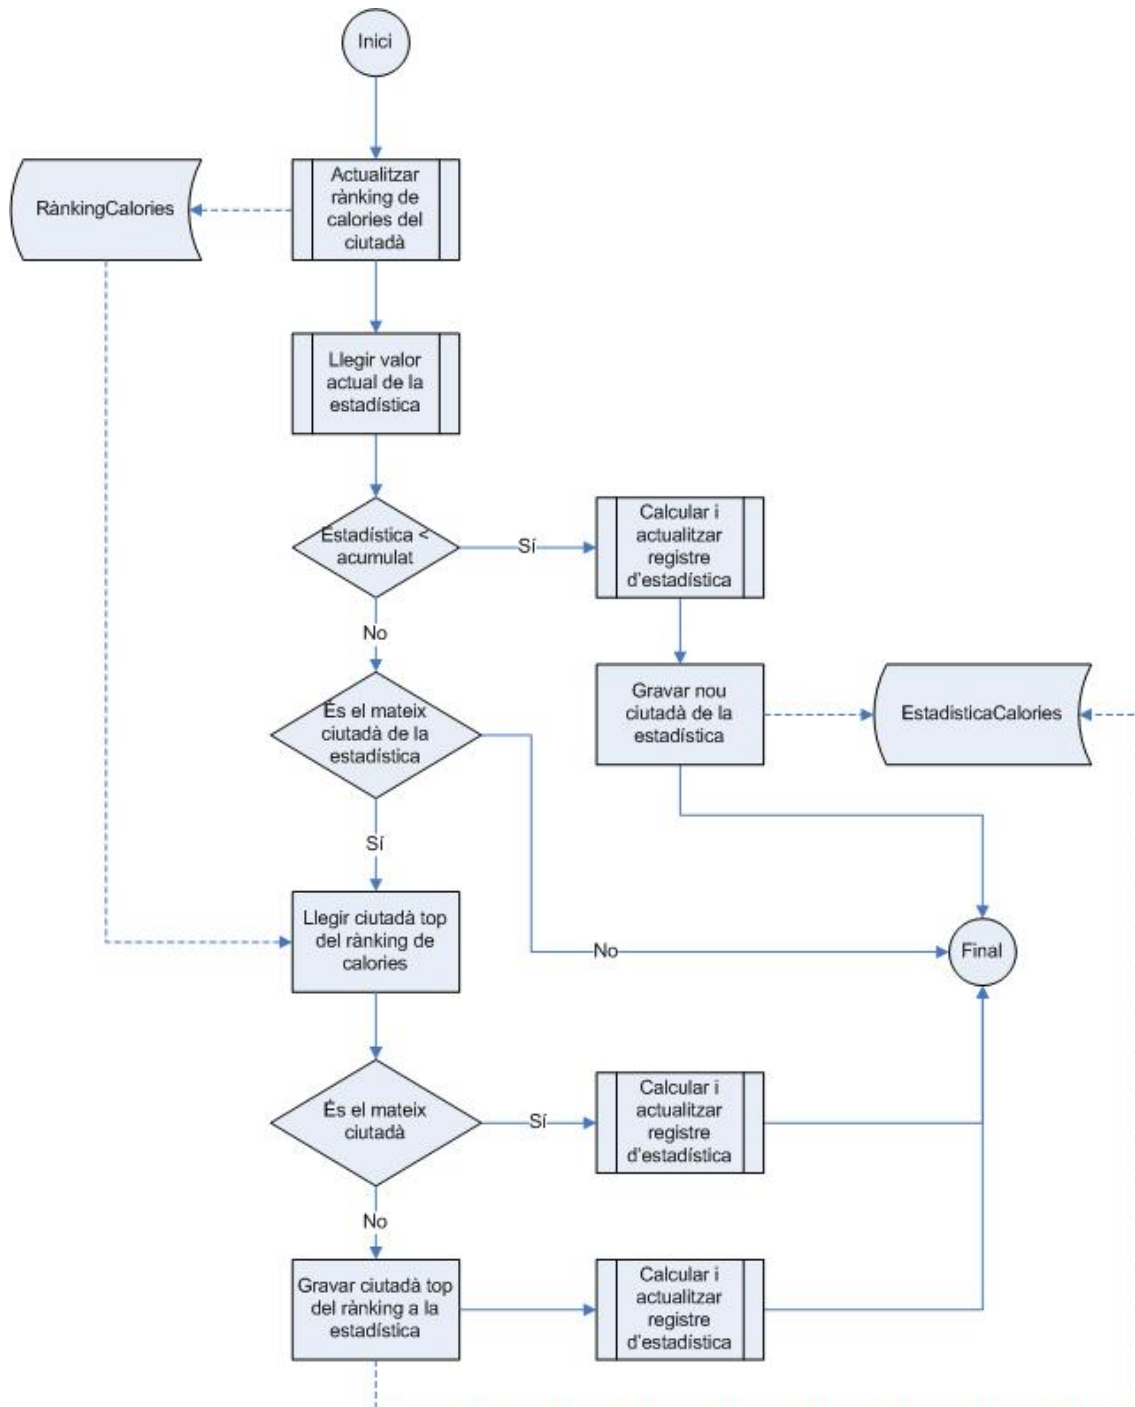 Inici
RànkingCalories
Actualitzar
rànking de
calories del
ciutadà
Llegir valor
actual de la
estadística
Estadística <
acumulat
Sí
Calcular i
actualitzar
registre
d'estadística
No
És el mateix
ciutadà de la
estadística
Gravar nou
ciutadà de la
estadística
EstadisticaCalories
Sí
Llegir ciutadà top
del rànking de
calories
No
Final
És el mateix
ciutadà
Sí
Calcular i
actualitzar
registre
d'estadística
No
Gravar ciutadà top
del rànking a la
estadística
Calcular i
actualitzar
registre
d'estadística